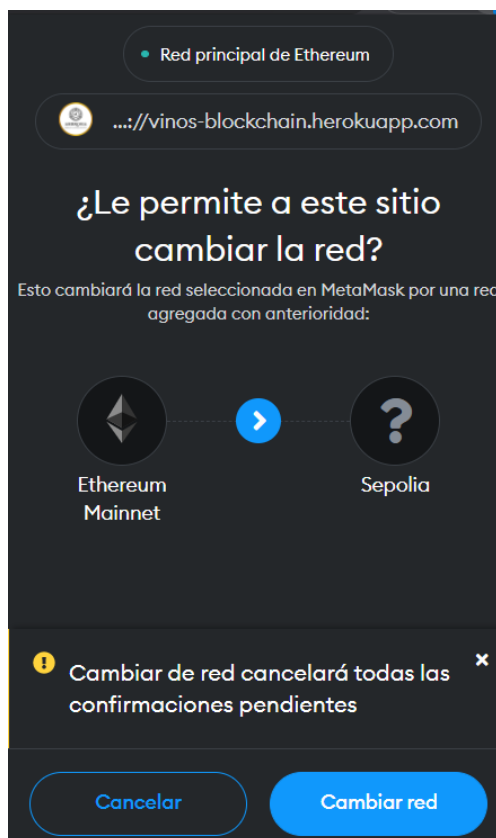 Red principal de Ethereum
...://vinos-blockchain.herokuapp.com
¿Le permite a este sitio
cambiar la red?
Esto cambiará la red seleccionada en MetaMask por una red
agregada con anterioridad:
?
Ethereum
Mainnet
Sepolia
!
Cambiar de red cancelará todas las
confirmaciones pendientes
Cancelar
Cambiar red